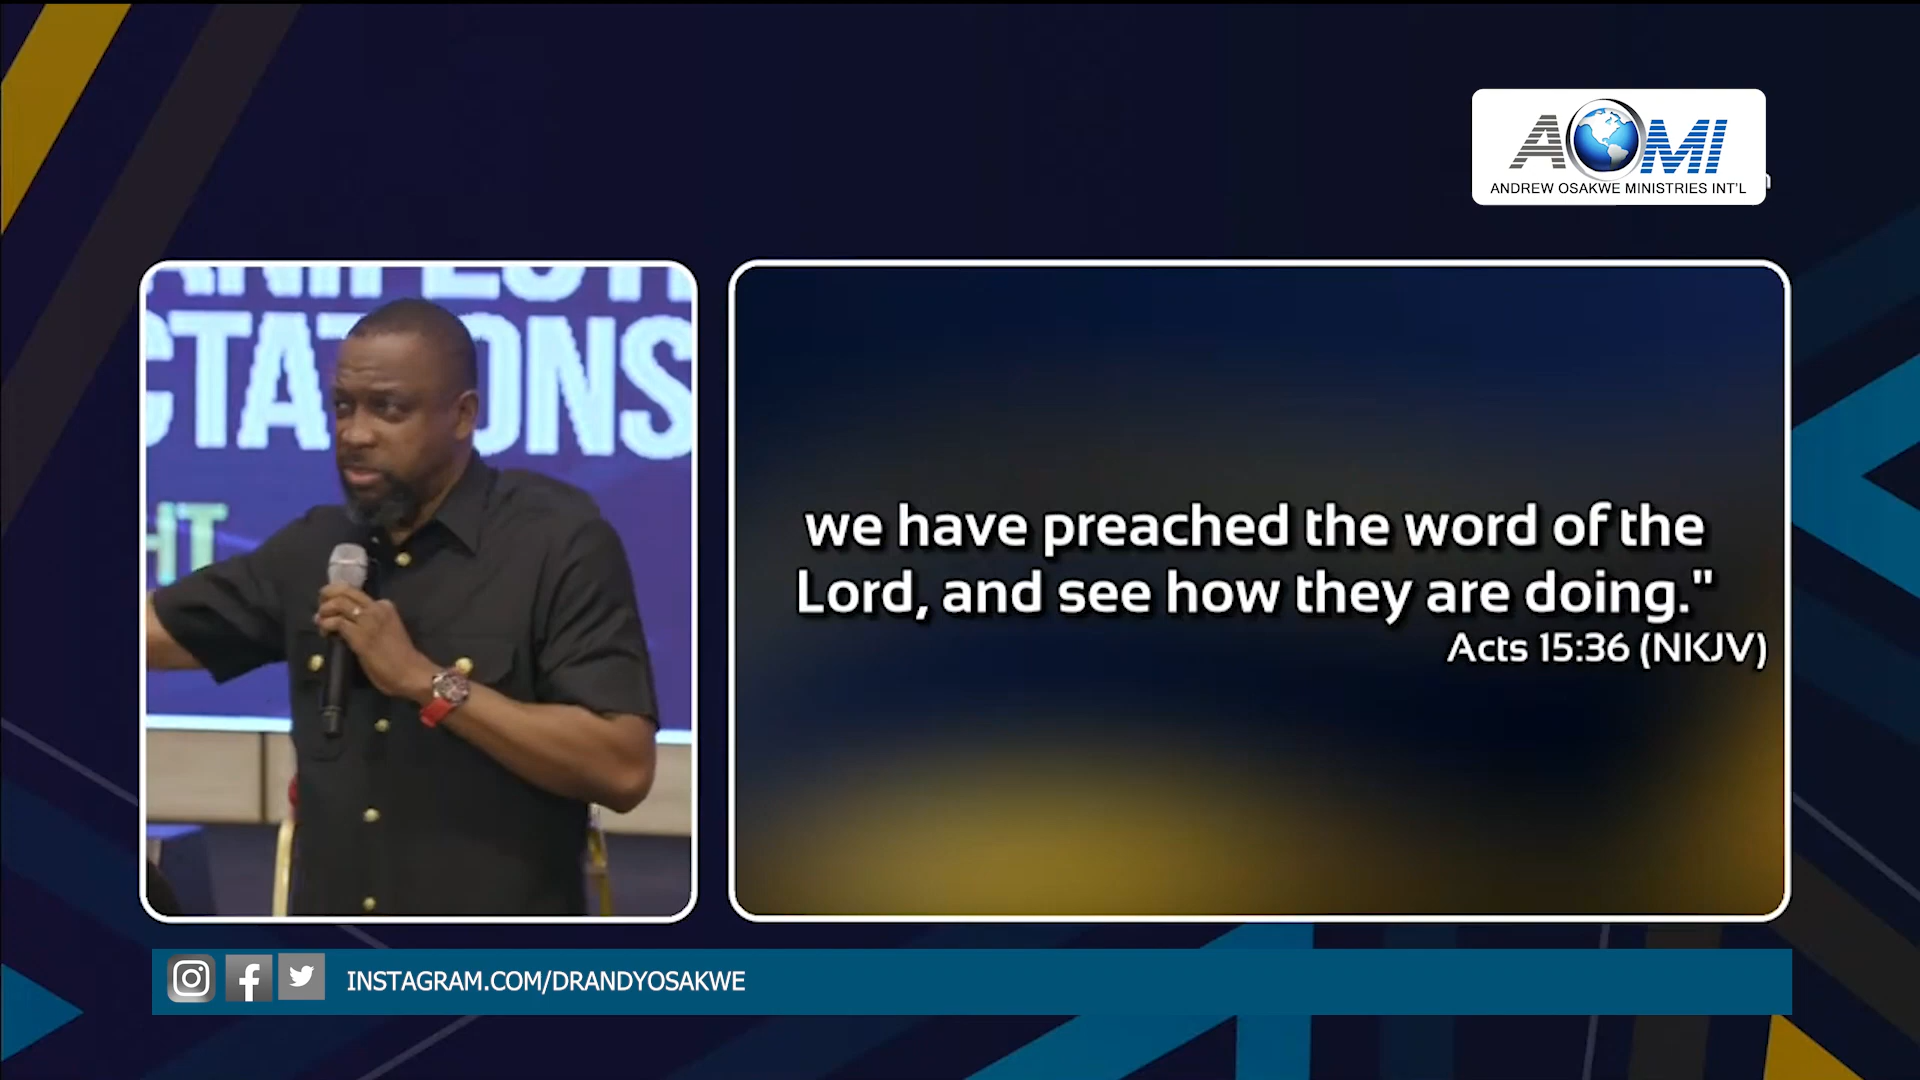 AOMI
ANDREW OSAKWE MINISTRIES INT'L
we have preached the word of the
Lord, and see how they are doing."
Acts 15:36 (NKJV)
INSTAGRAM.COM/DRANDYOSAKWE